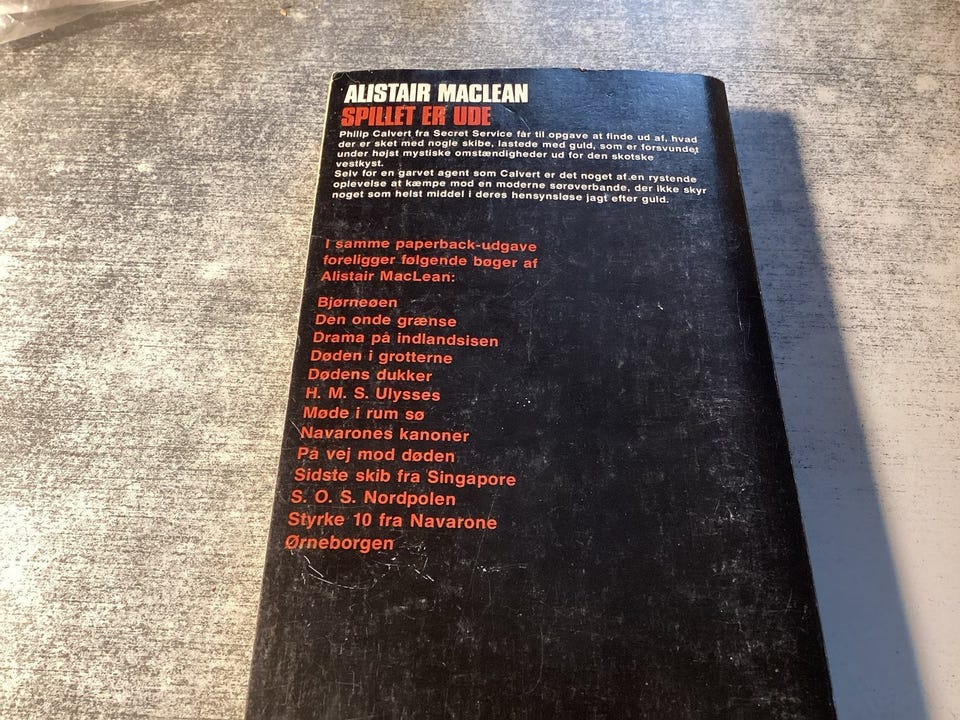 ALISTAIR MACLEAN
SPILLET ER UDE
Philip Calvert fra Secret Service får til opgave at finde ud af, hvad
der er sket med nogle skibe, lastede med guld, som er forsvundet
under højst mystiske omstændigheder ud for den skotske
vestkyst.
Selv for en garvet agent som Calvert er det noget af en rystende
oplevelse at kæmpe mod en moderne sørøverbande, der ikke skyr
noget som helst middel i deres hensynsløse jagt efter guld.
I samme paperback-udgave
foreligger følgende bøger af
Alistair MacLean:
Bjørneøen
Den onde grænse
Drama på indlandsisen
Døden i grotterne
Dødens dukker
H. M. S. Ulysses
Møde i rum sø
Navarones kanoner
På vej mod døden
Sidste skib fra Singapore
S. O. S. Nordpolen
Styrke 10 fra Navarone
Ørneborgen